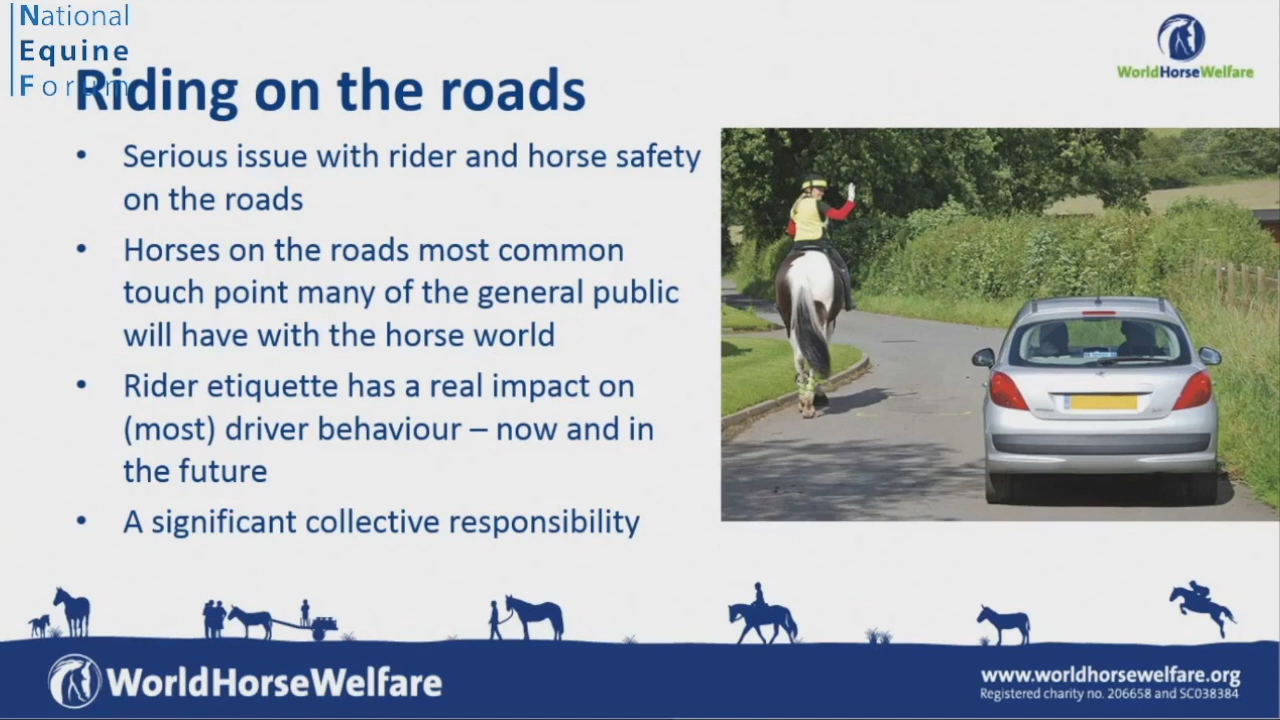 National
Equine
Forum
WorldHorseWelfare
Riding on the roads
• Serious issue with rider and horse safety
on the roads
• Horses on the roads most common
touch point many of the general public
will have with the horse world
• Rider etiquette has a real impact on
(most) driver behaviour – now and in
the future
• A significant collective responsibility
WorldHorseWelfare
www.worldhorsewelfare.org
Registered charity no. 206658 and SC038384